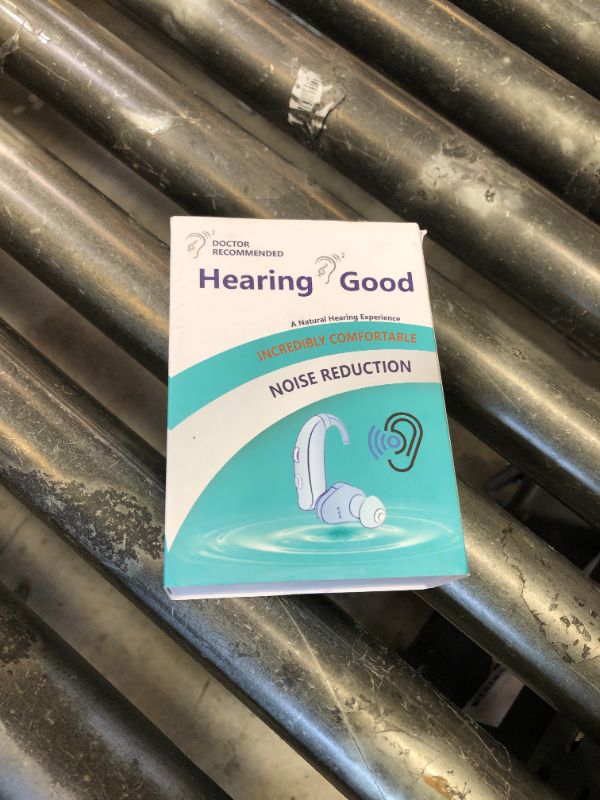 DOCTOR
RECOMMENDED
Hearing Good
A Natural Hearing Experience
INCREDIBLY COMFORTABLE
NOISE REDUCTION